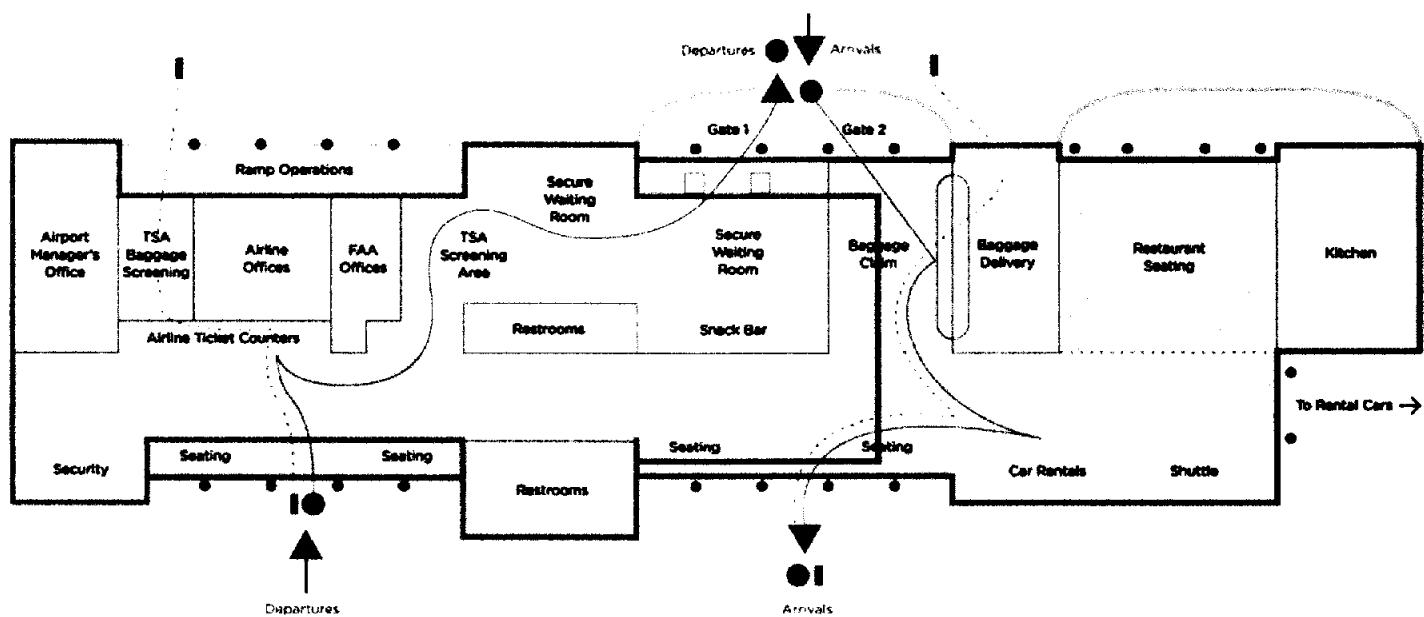 Departures
Arrivals
Gate 1
Gate 2
Ramp Operations
Secure
Waiting
Room
Airport
Manager's
Office
TSA
Baggage
Screening
Airline
Offices
FAA
Offices
TSA
Screening
Area
Secure
Waiting
Room
Baggage
Claim
Baggage
Delivery
Restaurant
Seating
Kitchen
Airline Ticket Counters
Restrooms
Snack Bar
To Rental Cars →
Security
Seating
Seating
Restrooms
Seating
Seating
Car Rentals
Shuttle
Departures
Arrivals